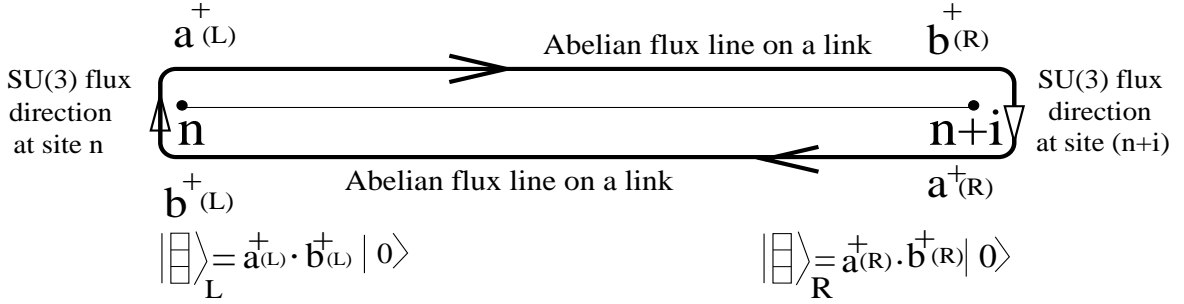 a⁺(L)
Abelian flux line on a link
b⁺(R)
SU(3) flux
direction
at site n
n
n+i
SU(3) flux
direction
at site (n+i)
Abelian flux line on a link
b⁺(L)
a⁺(R)
| ⟩L = a⁺(L) · b⁺(L) | 0⟩
| ⟩R = a⁺(R) . b⁺(R) | 0⟩